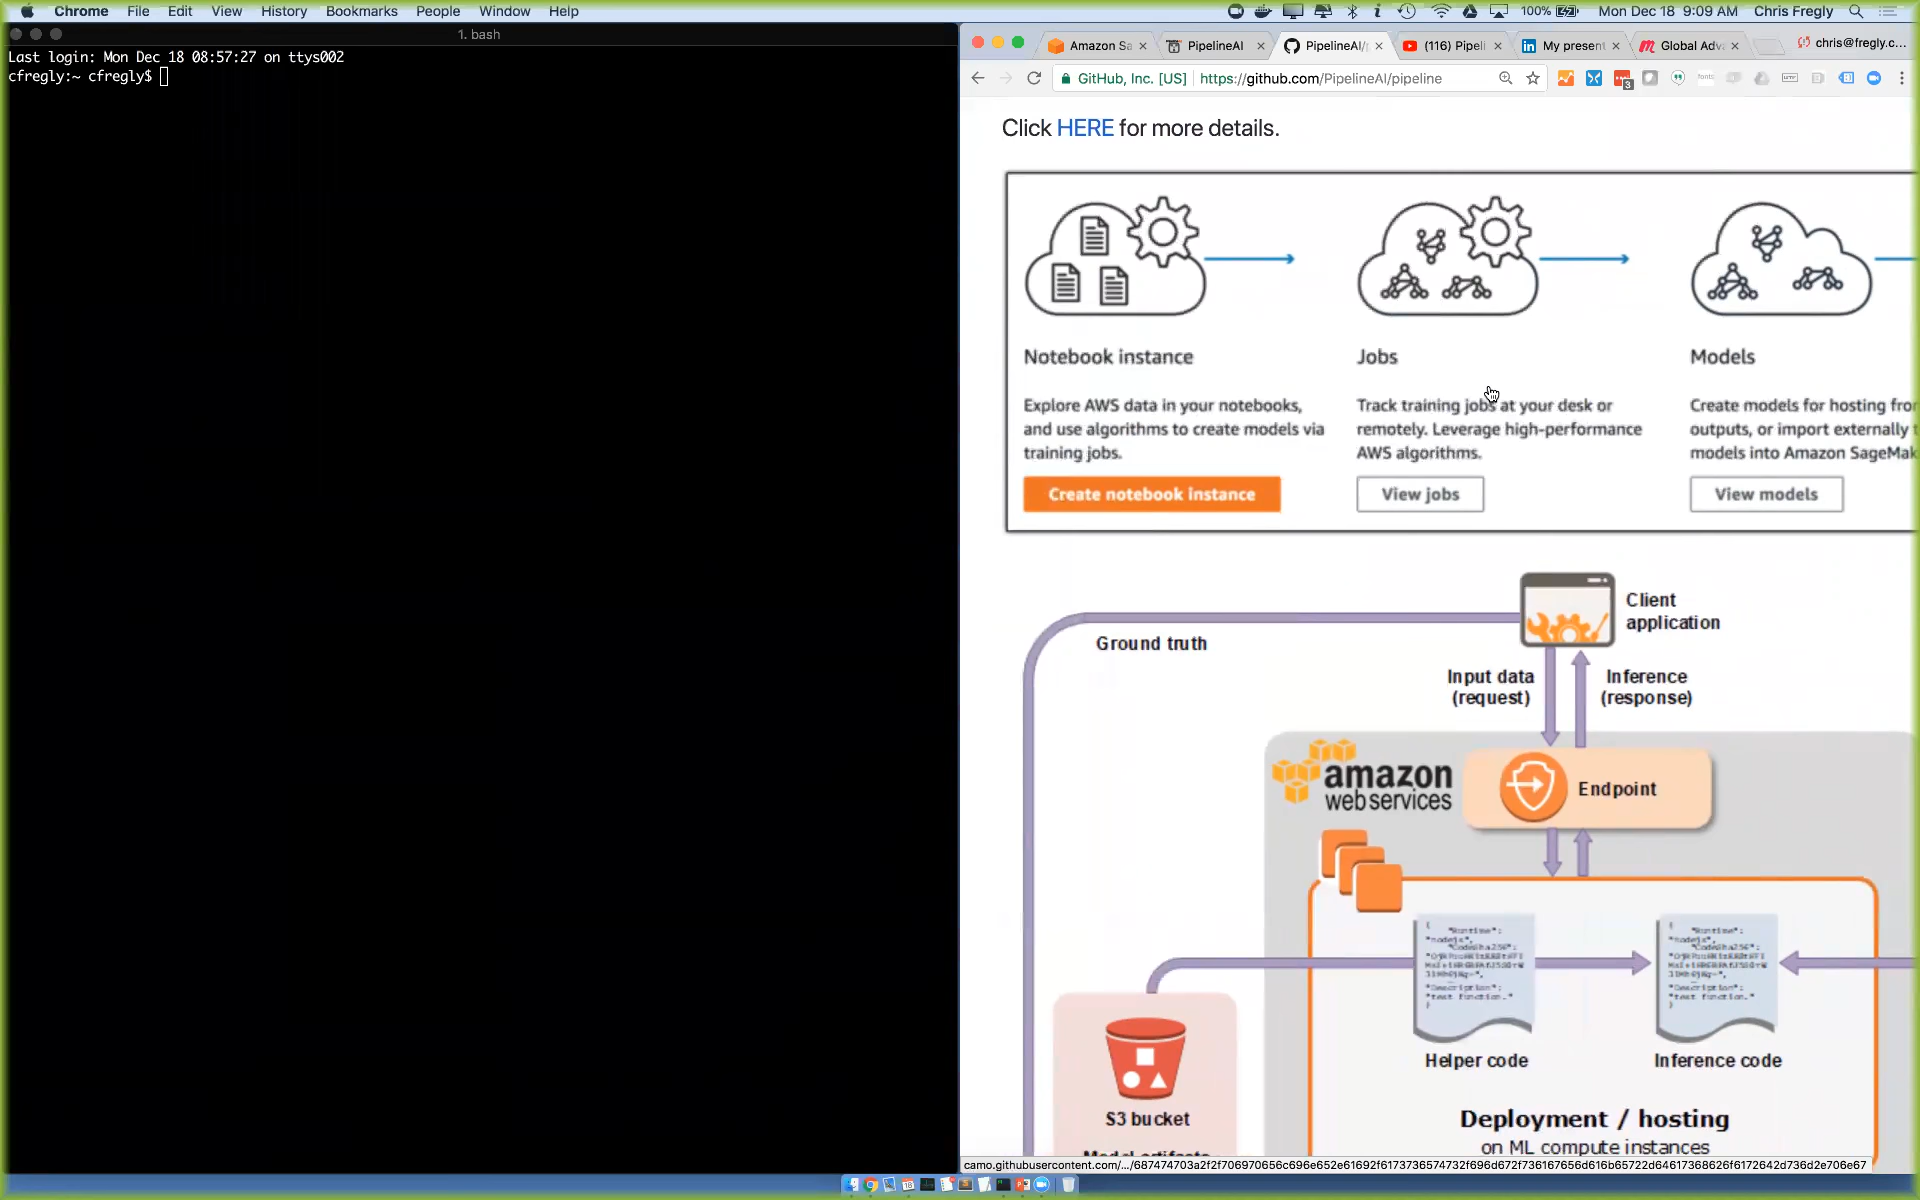 Chrome File Edit View History Bookmarks People Window Help
100% Mon Dec 18 9:09 AM Chris Fregly
1. bash
Last login: Mon Dec 18 08:57:27 on ttys002
cfregly:~ cfregly$
Amazon Sa
PipelineAI
PipelineAI/
(116) Pipeli
My present
Global Adv
chris@fregly.c...
GitHub, Inc. [US] https://github.com/PipelineAI/pipeline
Click HERE for more details.
Notebook instance
Explore AWS data in your notebooks,
and use algorithms to create models via
training jobs.
Create notebook instance
Jobs
Track training jobs at your desk or
remotely. Leverage high-performance
AWS algorithms.
View jobs
Models
Create models for hosting fro
outputs, or import externally
models into Amazon SageMak
View models
Client
application
Ground truth
Input data
(request)
Inference
(response)
amazon
web services
Endpoint
Helper code
Inference code
S3 bucket
Deployment / hosting
on ML compute instances
Model artifacts